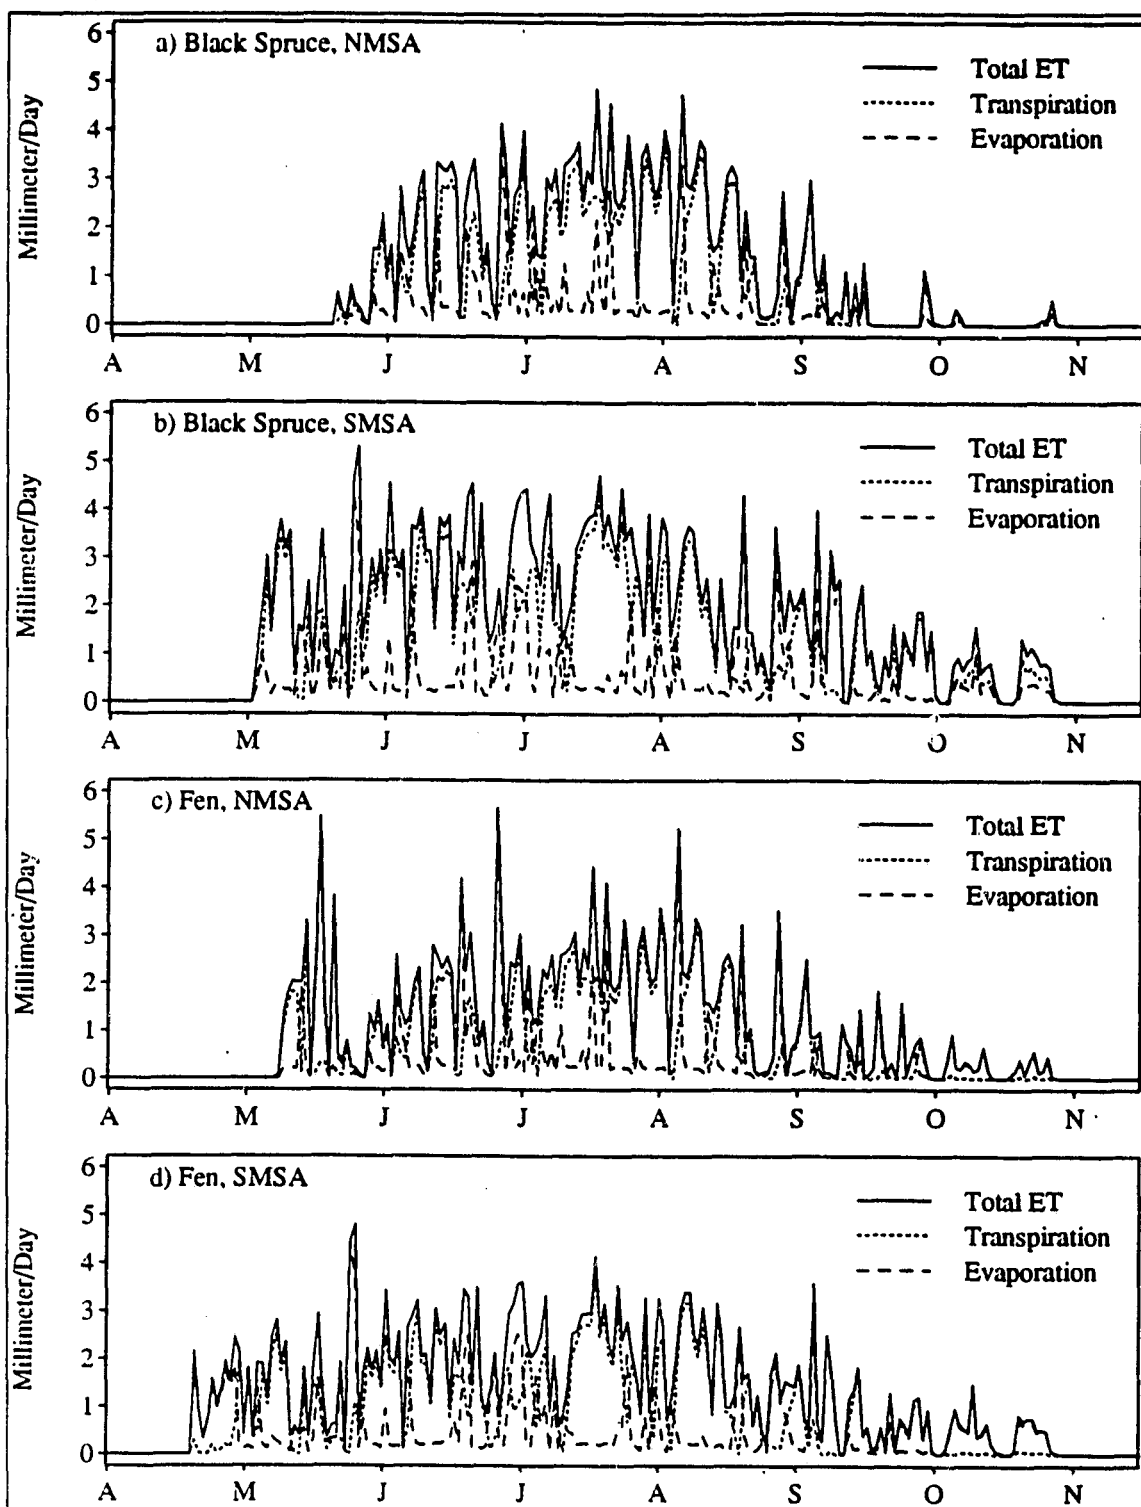 a) Black Spruce, NMSA
Total ET
Transpiration
Evaporation
Millimeter/Day
6
5
4
3
2
1
0
A M J J A S O N
b) Black Spruce, SMSA
Total ET
Transpiration
Evaporation
Millimeter/Day
6
5
4
3
2
1
0
A M J J A S O N
c) Fen, NMSA
Total ET
Transpiration
Evaporation
Millimeter/Day
6
5
4
3
2
1
0
A M J J A S O N
d) Fen, SMSA
Total ET
Transpiration
Evaporation
Millimeter/Day
6
5
4
3
2
1
0
A M J J A S O N